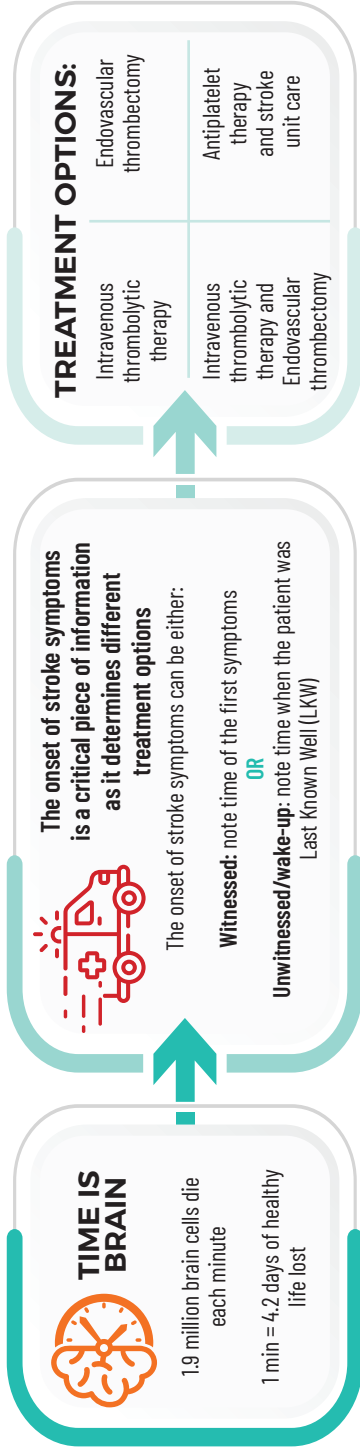 TIME IS
BRAIN
1.9 million brain cells die
each minute
1 min = 4.2 days of healthy
life lost
The onset of stroke symptoms
is a critical piece of information
as it determines different
treatment options
The onset of stroke symptoms can be either:
Witnessed: note time of the first symptoms
OR
Unwitnessed/wake-up: note time when the patient was
Last Known Well (LKW)
TREATMENT OPTIONS:
Intravenous
thrombolytic
therapy
Endovascular
thrombectomy
Intravenous
thrombolytic
therapy and
Endovascular
thrombectomy
Antiplatelet
therapy
and stroke
unit care